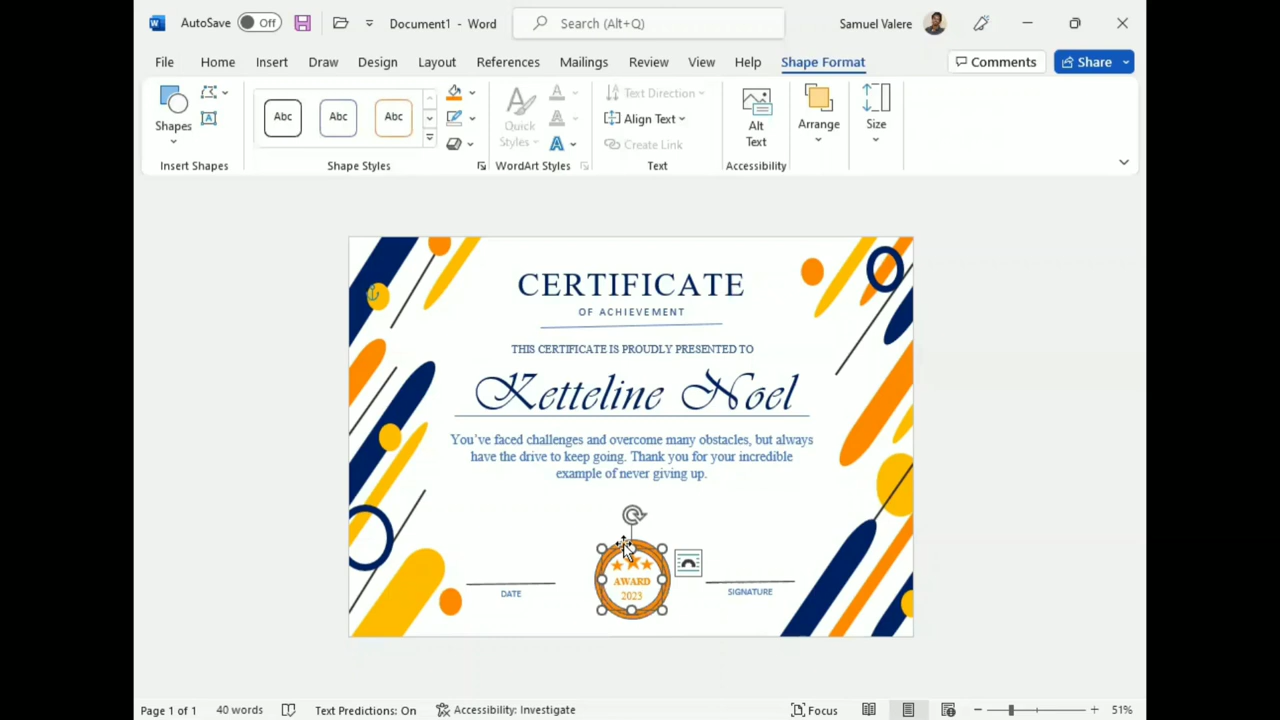 AutoSave Off
Document1 - Word
Search (Alt+Q)
Samuel Valere
File Home Insert Draw Design Layout References Mailings Review View Help Shape Format
Comments
Share
Shapes
Insert Shapes
Abc Abc Abc
Shape Styles
Quick
Styles
WordArt Styles
Text Direction
Align Text
Create Link
Text
Alt
Text
Accessibility
Arrange
Size
CERTIFICATE
OF ACHIEVEMENT
THIS CERTIFICATE IS PROUDLY PRESENTED TO
Ketteline Noel
You've faced challenges and overcome many obstacles, but always
have the drive to keep going. Thank you for your incredible
example of never giving up.
AWARD
2023
DATE
SIGNATURE
Page 1 of 1 40 words Text Predictions: On Accessibility: Investigate Focus 51%